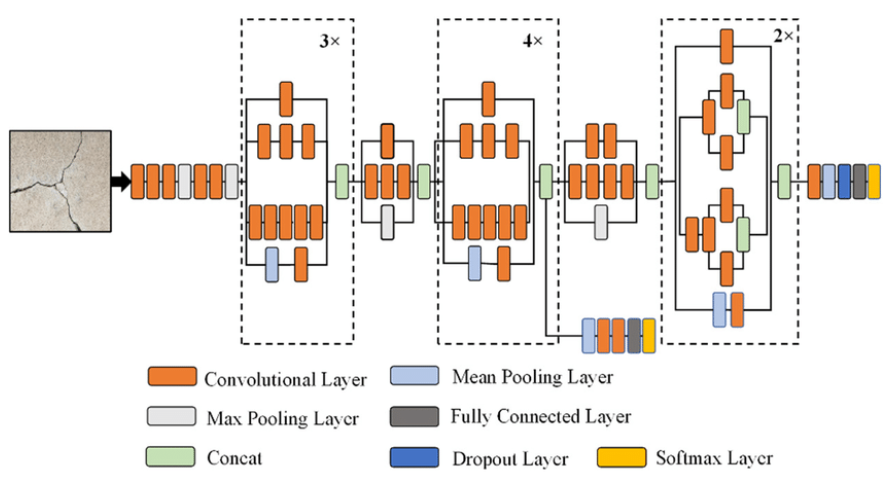 3×
4×
2×
Convolutional Layer
Mean Pooling Layer
Max Pooling Layer
Fully Connected Layer
Concat
Dropout Layer
Softmax Layer